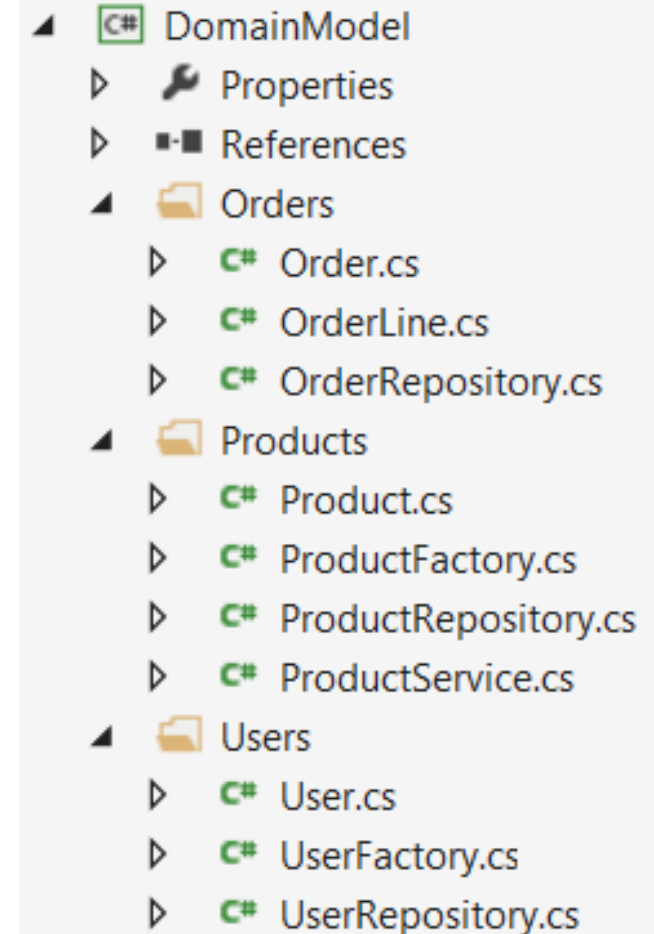 C# DomainModel
Properties
References
Orders
C# Order.cs
C# OrderLine.cs
C# OrderRepository.cs
Products
C# Product.cs
C# ProductFactory.cs
C# ProductRepository.cs
C# ProductService.cs
Users
C# User.cs
C# UserFactory.cs
C# UserRepository.cs